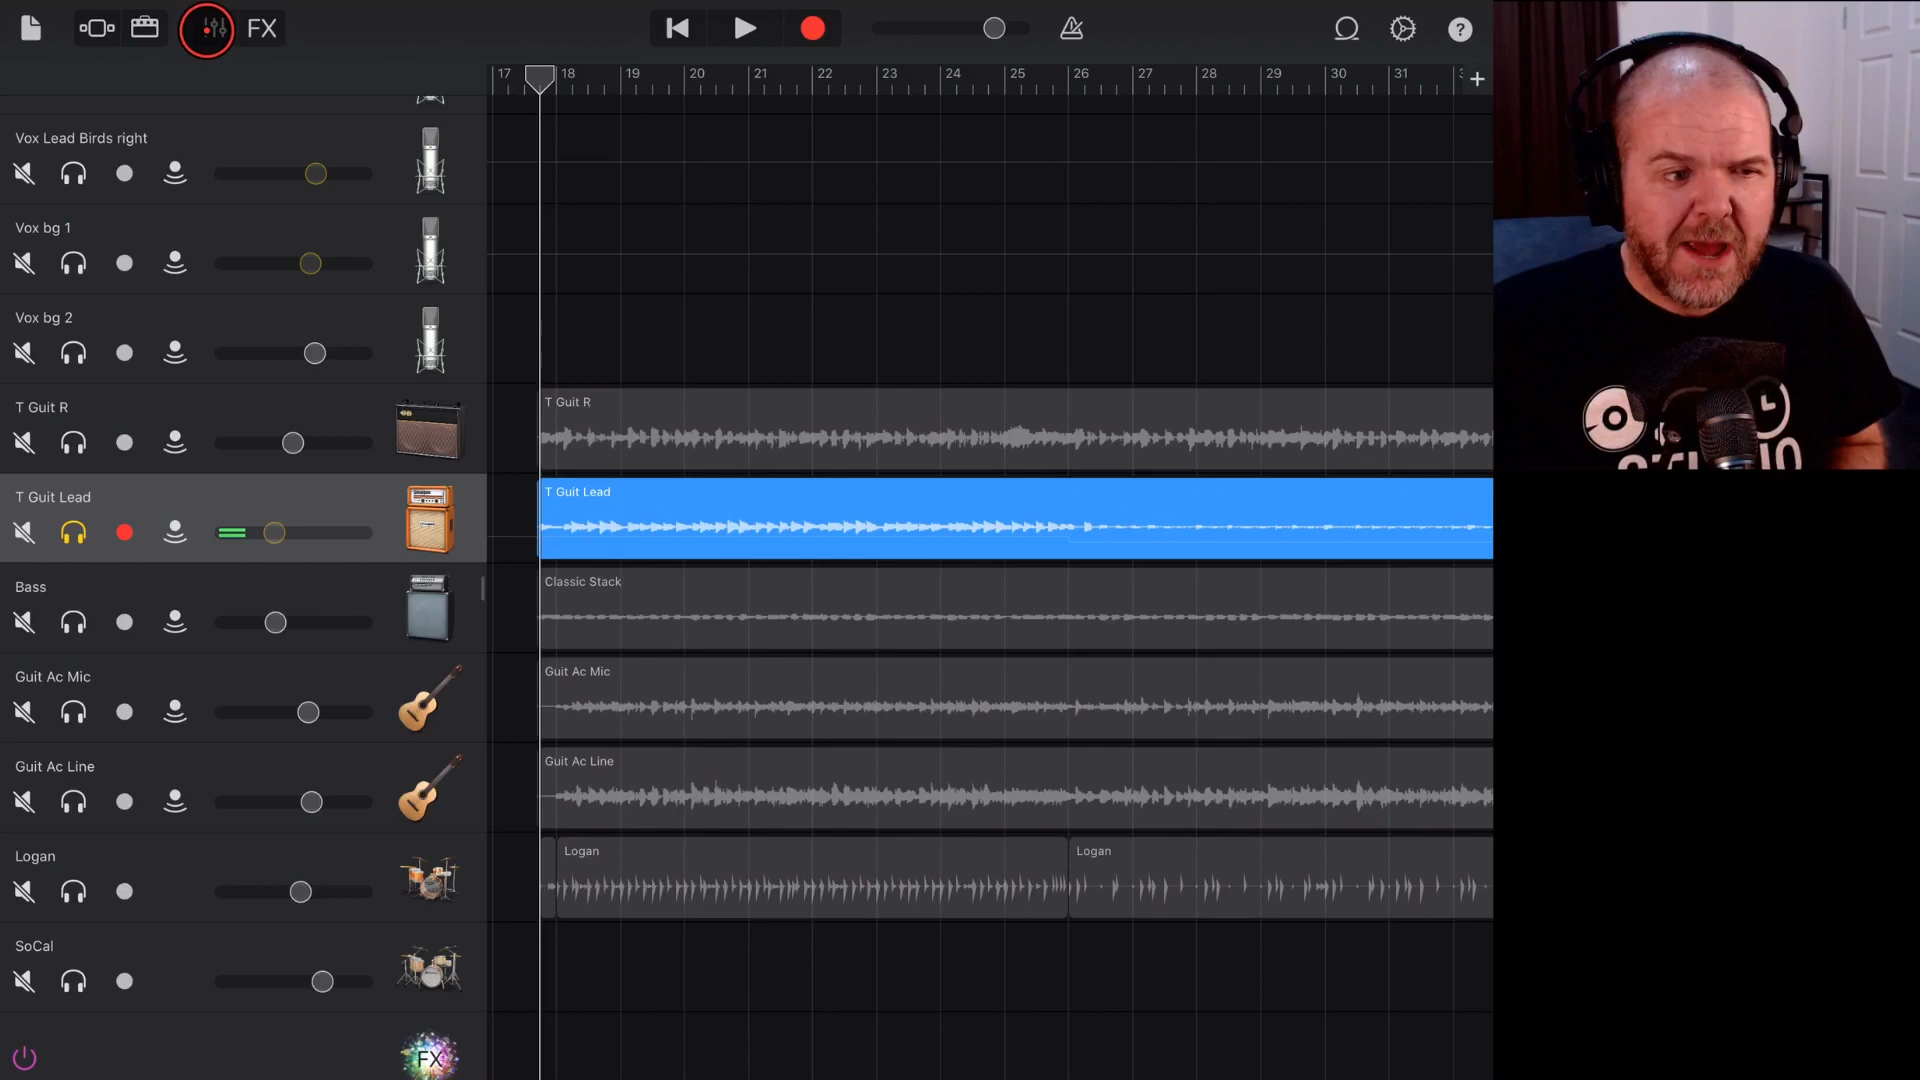 FX
?
17 18 19 20 21 22 23 24 25 26 27 28 29 30 31
+
Vox Lead Birds right
Vox bg 1
Vox bg 2
T Guit R
T Guit R
T Guit Lead
T Guit Lead
Bass
Classic Stack
Guit Ac Mic
Guit Ac Mic
Guit Ac Line
Guit Ac Line
Logan
Logan
Logan
SoCal
FX